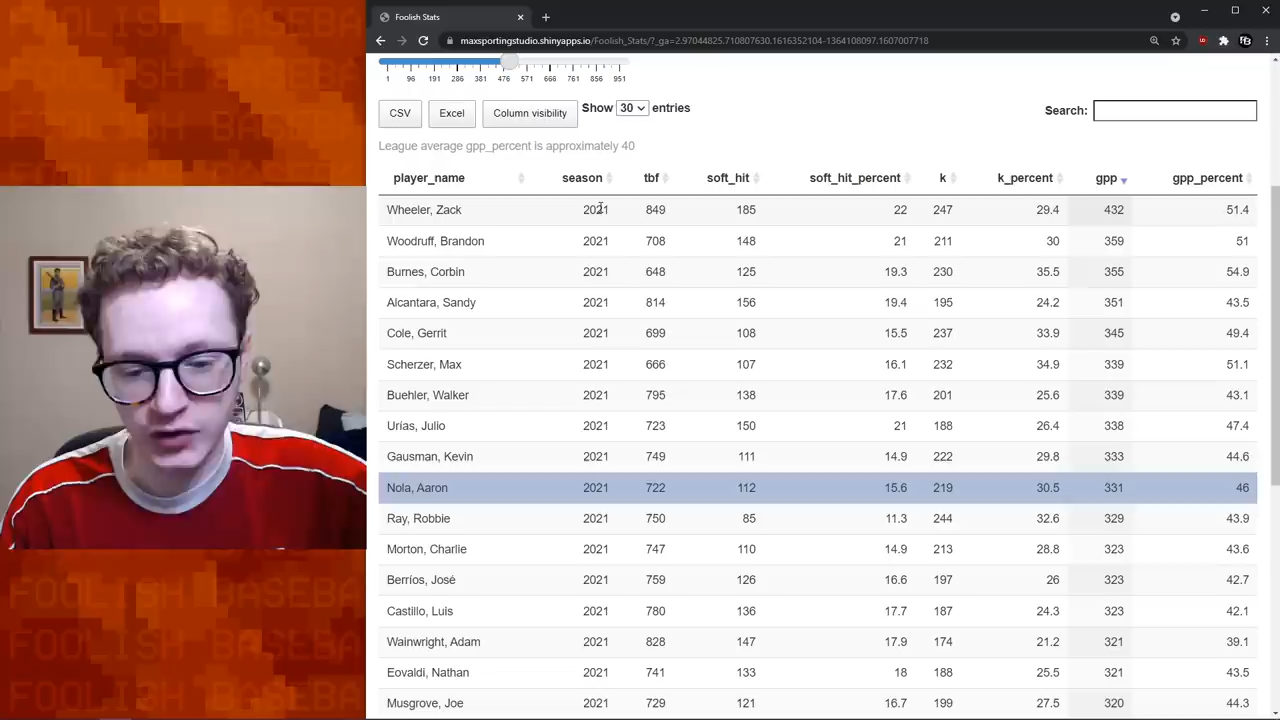 FOOLISH BASEBA
FOOLISH BASEBA
Foolish Stats
maxsportingstudio.shinyapps.io/Foolish_Stats/?_ga=2.97044825.710807630.1616352104-1364108097.1607007718
1 96 191 286 381 476 571 666 761 856 951
CSV Excel Column visibility Show 30 entries Search:
League average gpp_percent is approximately 40
player_name season tbf soft_hit soft_hit_percent k k_percent gpp gpp_percent
Wheeler, Zack 2021 849 185 22 247 29.4 432 51.4
Woodruff, Brandon 2021 708 148 21 211 30 359 51
Burnes, Corbin 2021 648 125 19.3 230 35.5 355 54.9
Alcantara, Sandy 2021 814 156 19.4 195 24.2 351 43.5
Cole, Gerrit 2021 699 108 15.5 237 33.9 345 49.4
Scherzer, Max 2021 666 107 16.1 232 34.9 339 51.1
Buehler, Walker 2021 795 138 17.6 201 25.6 339 43.1
Urías, Julio 2021 723 150 21 188 26.4 338 47.4
Gausman, Kevin 2021 749 111 14.9 222 29.8 333 44.6
Nola, Aaron 2021 722 112 15.6 219 30.5 331 46
Ray, Robbie 2021 750 85 11.3 244 32.6 329 43.9
Morton, Charlie 2021 747 110 14.9 213 28.8 323 43.6
Berríos, José 2021 759 126 16.6 197 26 323 42.7
Castillo, Luis 2021 780 136 17.7 187 24.3 323 42.1
Wainwright, Adam 2021 828 147 17.9 174 21.2 321 39.1
Eovaldi, Nathan 2021 741 133 18 188 25.5 321 43.5
Musgrove, Joe 2021 729 121 16.7 199 27.5 320 44.3
FOOLISH BASEBA
FOOLISH BASEBA